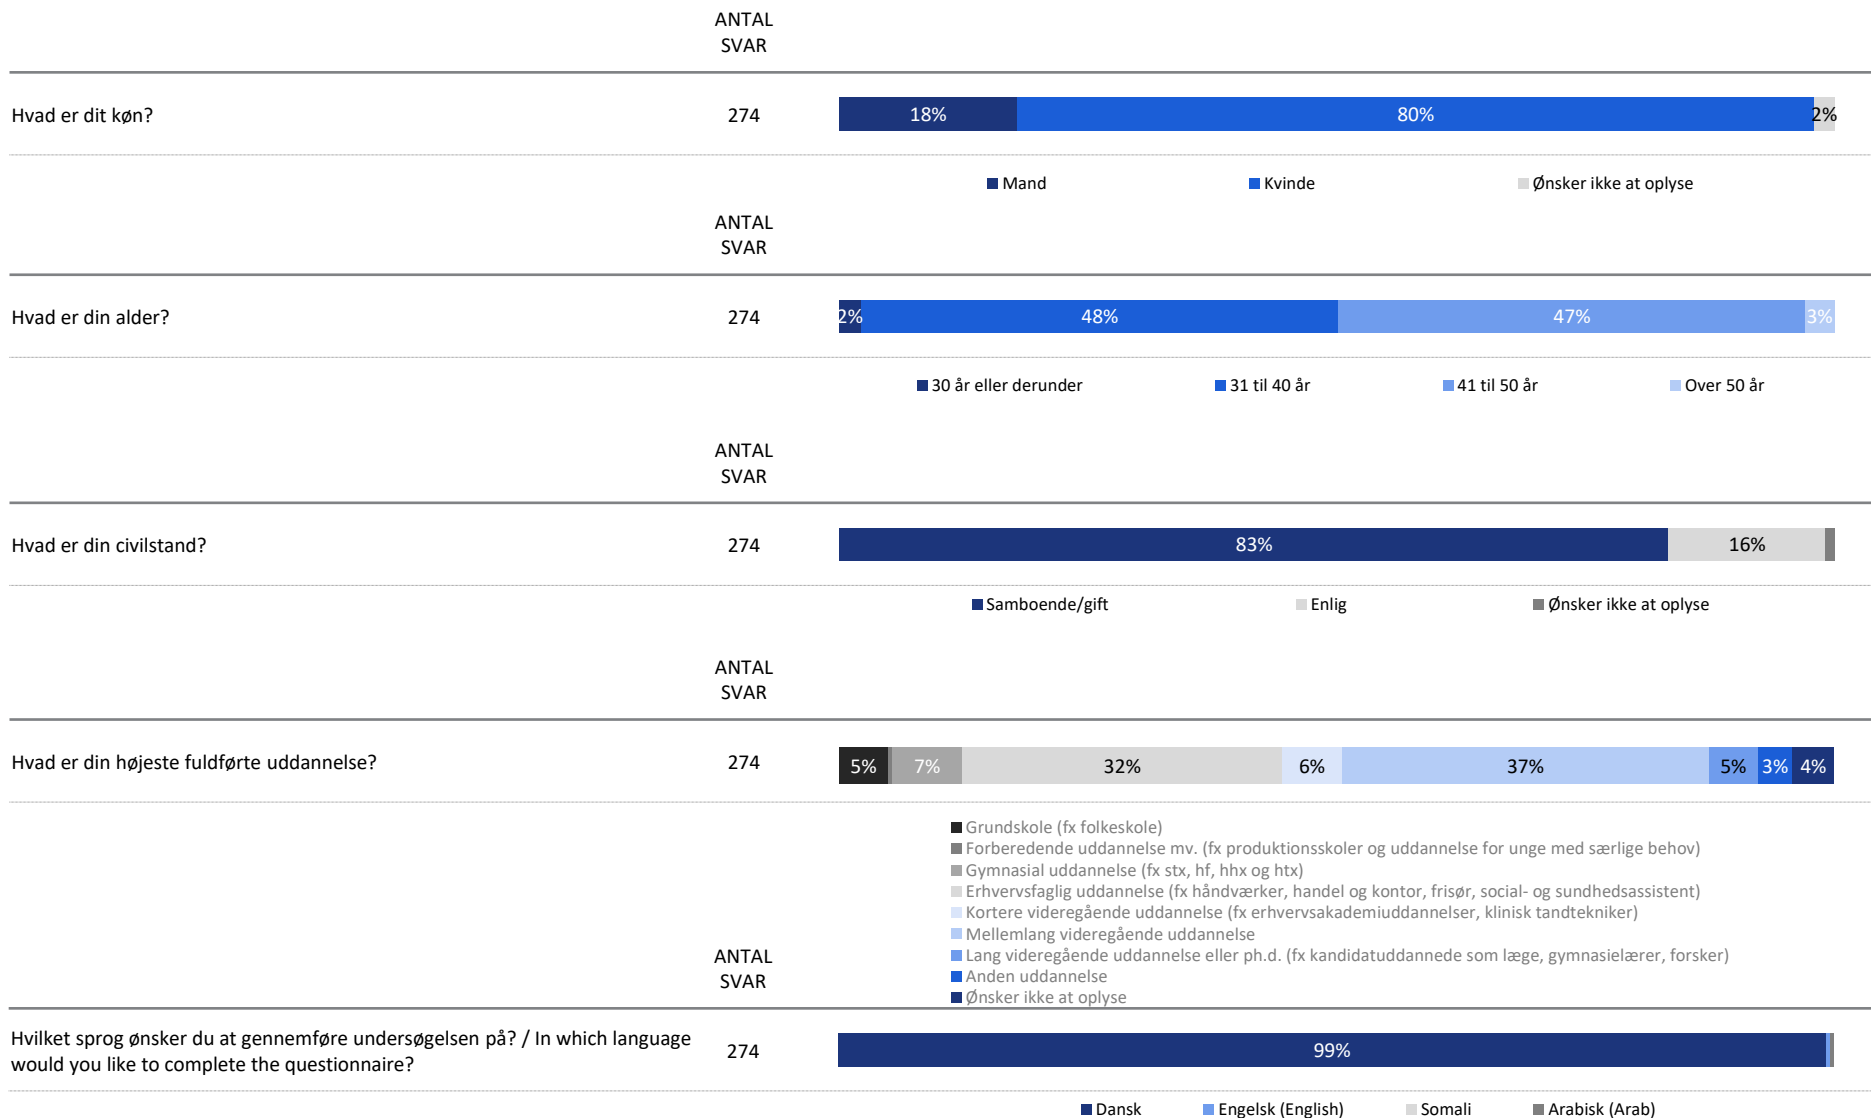 ANTAL
SVAR
Hvad er dit køn?
274
18%
80%
2%
Mand
Kvinde
Ønsker ikke at oplyse
ANTAL
SVAR
Hvad er din alder?
274
2%
48%
47%
3%
30 år eller derunder
31 til 40 år
41 til 50 år
Over 50 år
ANTAL
SVAR
Hvad er din civilstand?
274
83%
16%
Samboende/gift
Enlig
Ønsker ikke at oplyse
ANTAL
SVAR
Hvad er din højeste fuldførte uddannelse?
274
5%
7%
32%
6%
37%
5%
3%
4%
Grundskole (fx folkeskole)
Forberedende uddannelse mv. (fx produktionsskoler og uddannelse for unge med særlige behov)
Gymnasial uddannelse (fx stx, hf, hhx og htx)
Erhvervsfaglig uddannelse (fx håndværker, handel og kontor, frisør, social- og sundhedsassistent)
Kortere videregående uddannelse (fx erhvervsakademiuddannelser, klinisk tandtekniker)
Mellemlang videregående uddannelse
Lang videregående uddannelse eller ph.d. (fx kandidatuddannede som læge, gymnasielærer, forsker)
Anden uddannelse
Ønsker ikke at oplyse
ANTAL
SVAR
Hvilket sprog ønsker du at gennemføre undersøgelsen på? / In which language
would you like to complete the questionnaire?
274
99%
Dansk
Engelsk (English)
Somali
Arabisk (Arab)